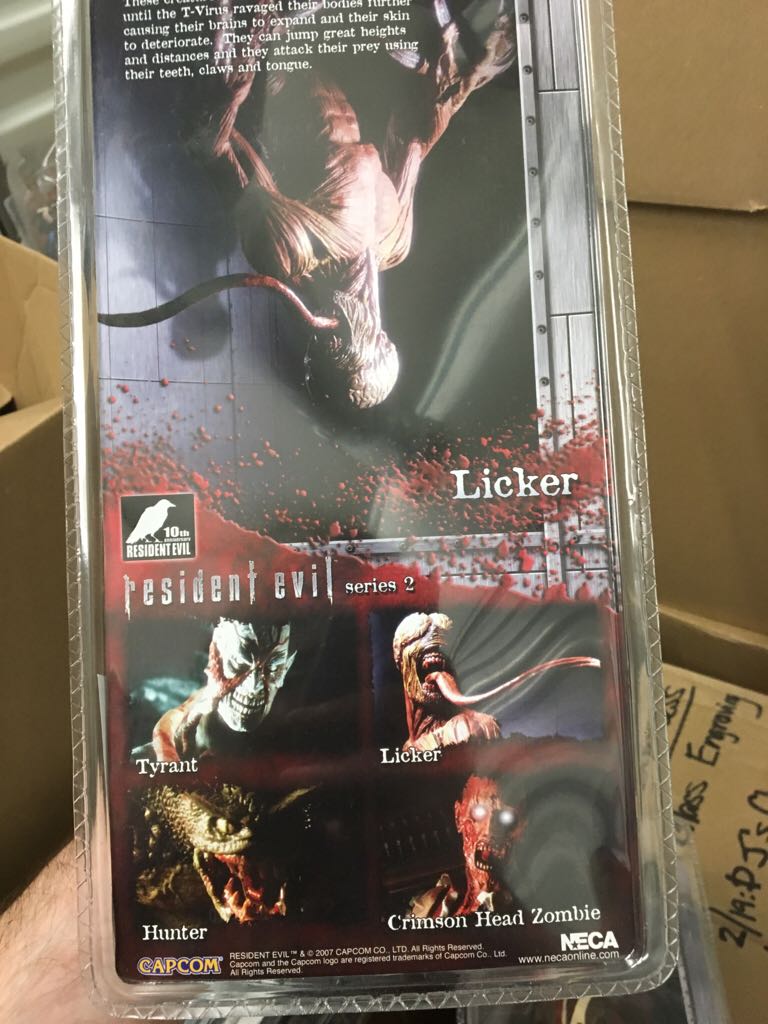 These
until the T-Virus ravaged their bodies further
causing their brains to expand and their skin
to deteriorate. They can jump great heights
and distances and they attack their prey using
their teeth, claws and tongue.
Licker
10th
anniversary
RESIDENT EVIL
resident evil series 2
Tyrant
Licker
Hunter
Crimson Head Zombie
CAPCOM
RESIDENT EVIL™ & © 2007 CAPCOM CO., LTD. All Rights Reserved.
Capcom and the Capcom logo are registered trademarks of Capcom Co., Ltd.
All Rights Reserved.
NECA
www.necaonline.com